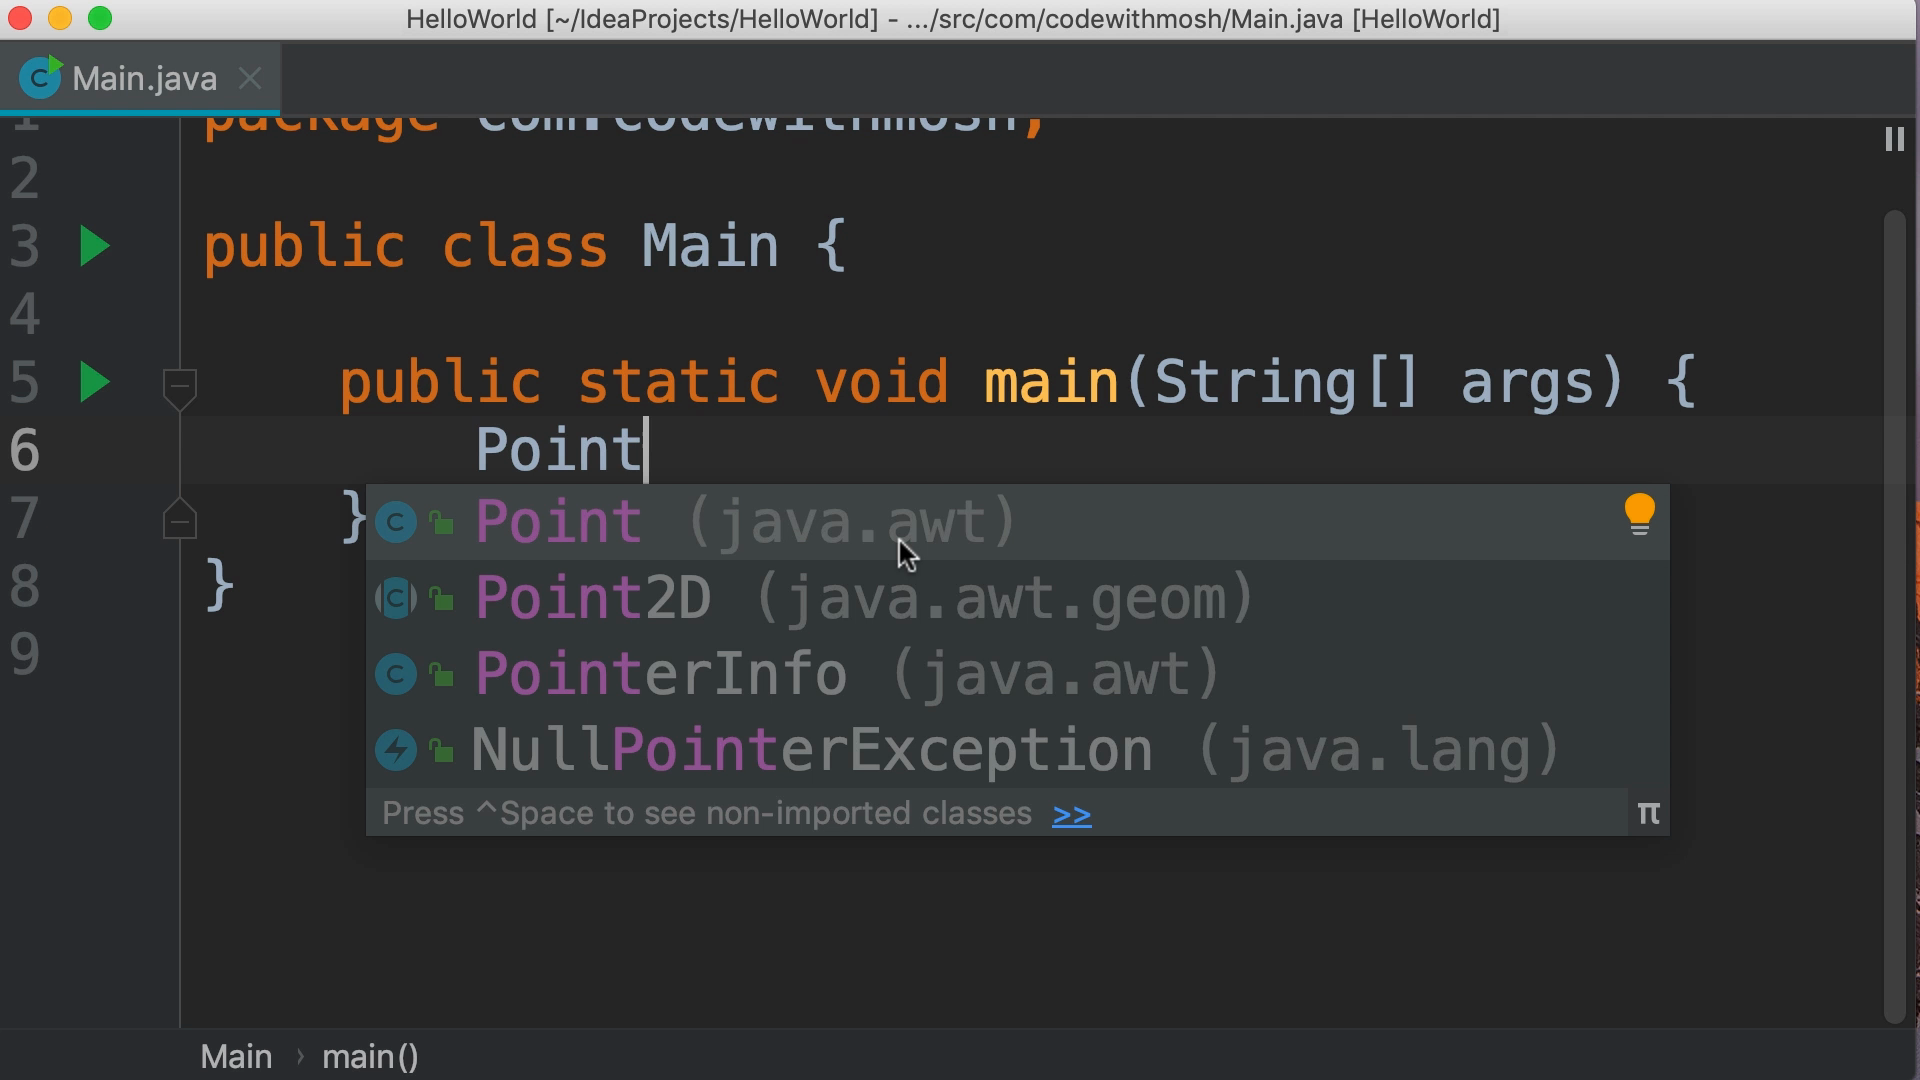 HelloWorld [~/IdeaProjects/HelloWorld] - .../src/com/codewithmosh/Main.java [HelloWorld]
Main.java
1 package com.codewithmosh;
2
3 public class Main {
4
5 public static void main(String[] args) {
6 Point
7 }
Point (java.awt)
Point2D (java.awt.geom)
PointerInfo (java.awt)
NullPointerException (java.lang)
Press ^Space to see non-imported classes >> π
8 }
9
Main › main()